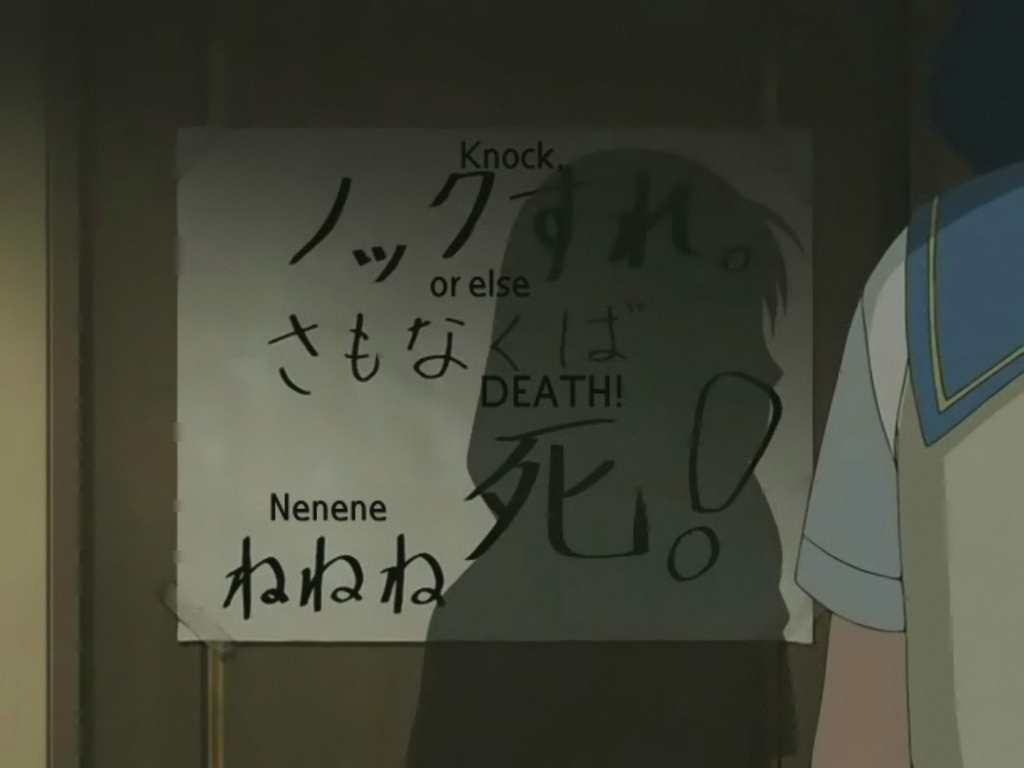 Knock,
ノックすれ。
or else
さもなくば
DEATH!
死!
Nenene
ねねね